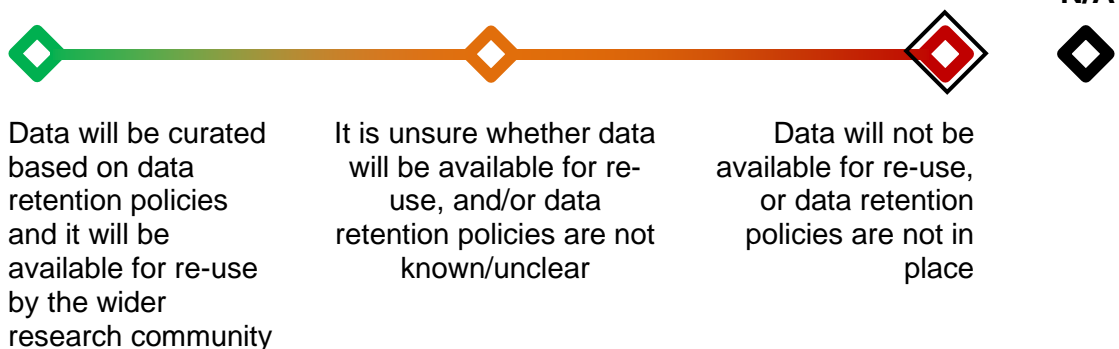 N/A
Data will be curated
based on data
retention policies
and it will be
available for re-use
by the wider
research community
It is unsure whether data
will be available for re-
use, and/or data
retention policies are not
known/unclear
Data will not be
available for re-use,
or data retention
policies are not in
place